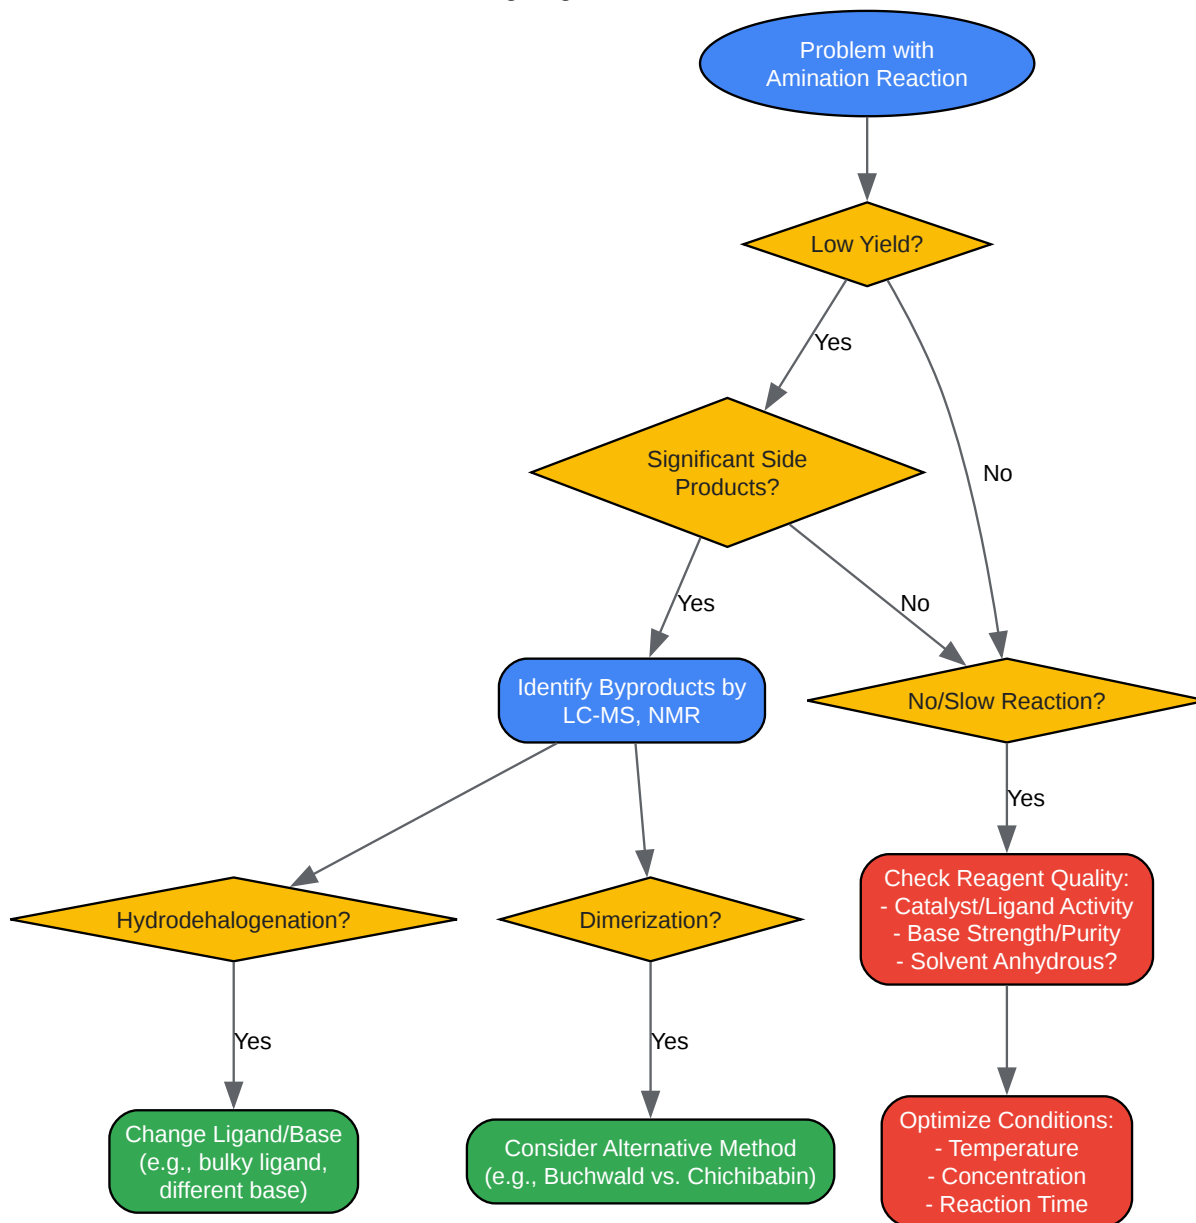 Problem with
Amination Reaction
Low Yield?
Yes
No
Significant Side
Products?
Yes
No
Identify Byproducts by
LC-MS, NMR
No/Slow Reaction?
Yes
Hydrodehalogenation?
Dimerization?
Check Reagent Quality:
- Catalyst/Ligand Activity
- Base Strength/Purity
- Solvent Anhydrous?
Yes
Yes
Change Ligand/Base
(e.g., bulky ligand,
different base)
Consider Alternative Method
(e.g., Buchwald vs. Chichibabin)
Optimize Conditions:
- Temperature
- Concentration
- Reaction Time